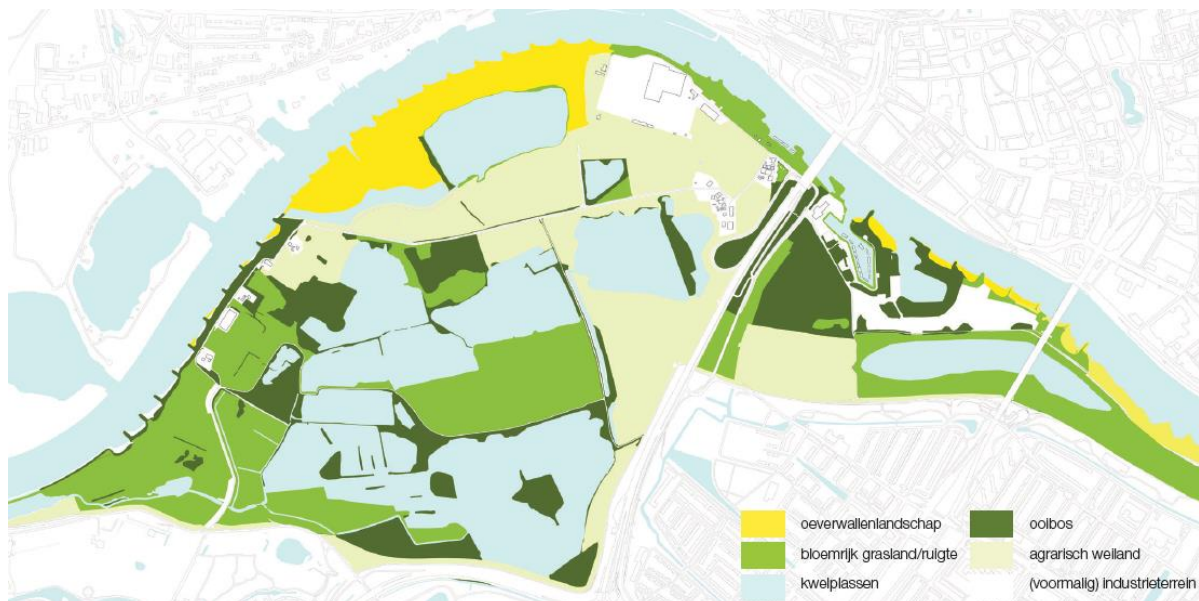 oeverwallenlandschap
bloemrijk grasland/ruigte
kwelplassen
ooibos
agrarisch weiland
(voormalig) industrieterrein